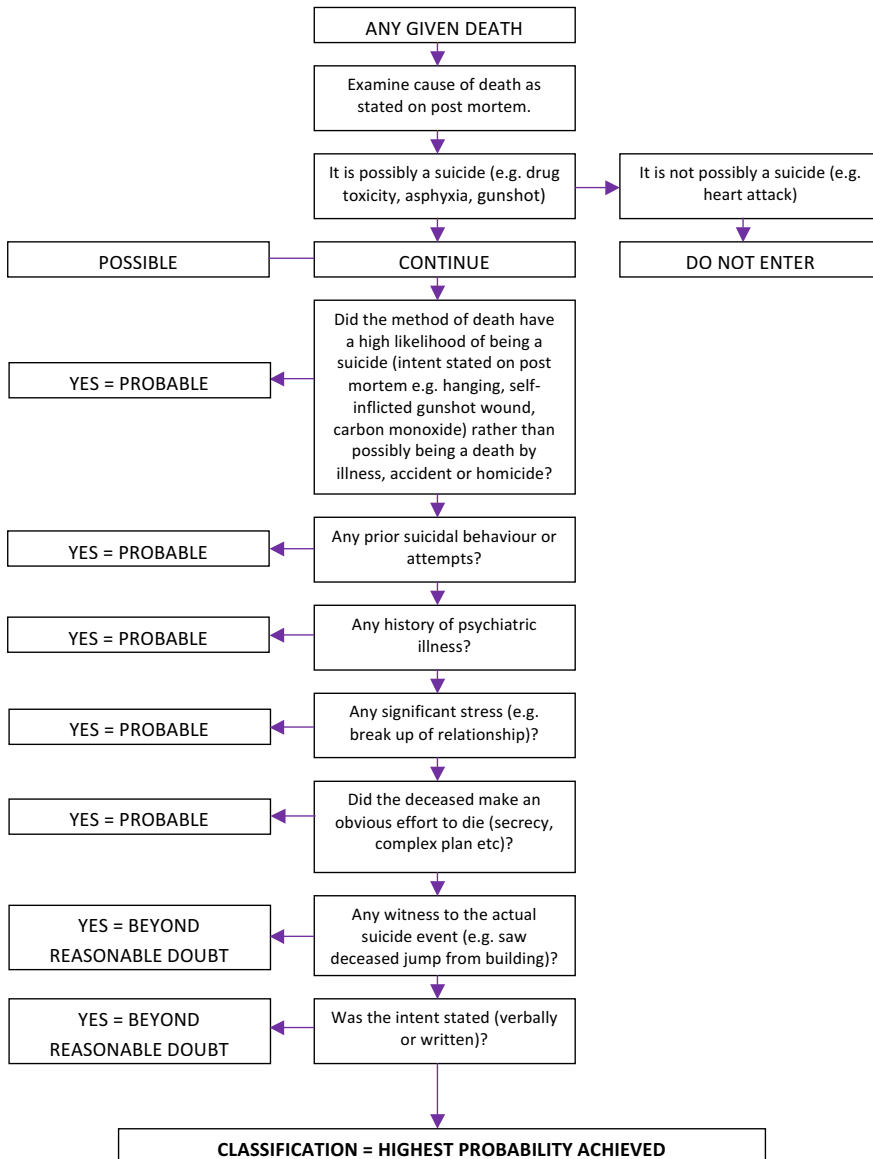 ANY GIVEN DEATH
Examine cause of death as
stated on post mortem.
It is possibly a suicide (e.g. drug
toxicity, asphyxia, gunshot)
It is not possibly a suicide (e.g.
heart attack)
POSSIBLE
CONTINUE
DO NOT ENTER
Did the method of death have
a high likelihood of being a
suicide (intent stated on post
mortem e.g. hanging, self-
inflicted gunshot wound,
carbon monoxide) rather than
possibly being a death by
illness, accident or homicide?
YES = PROBABLE
Any prior suicidal behaviour or
attempts?
YES = PROBABLE
Any history of psychiatric
illness?
YES = PROBABLE
Any significant stress (e.g.
break up of relationship)?
YES = PROBABLE
Did the deceased make an
obvious effort to die (secrecy,
complex plan etc)?
YES = PROBABLE
Any witness to the actual
suicide event (e.g. saw
deceased jump from building)?
YES = BEYOND
REASONABLE DOUBT
Was the intent stated (verbally
or written)?
YES = BEYOND
REASONABLE DOUBT
CLASSIFICATION = HIGHEST PROBABILITY ACHIEVED